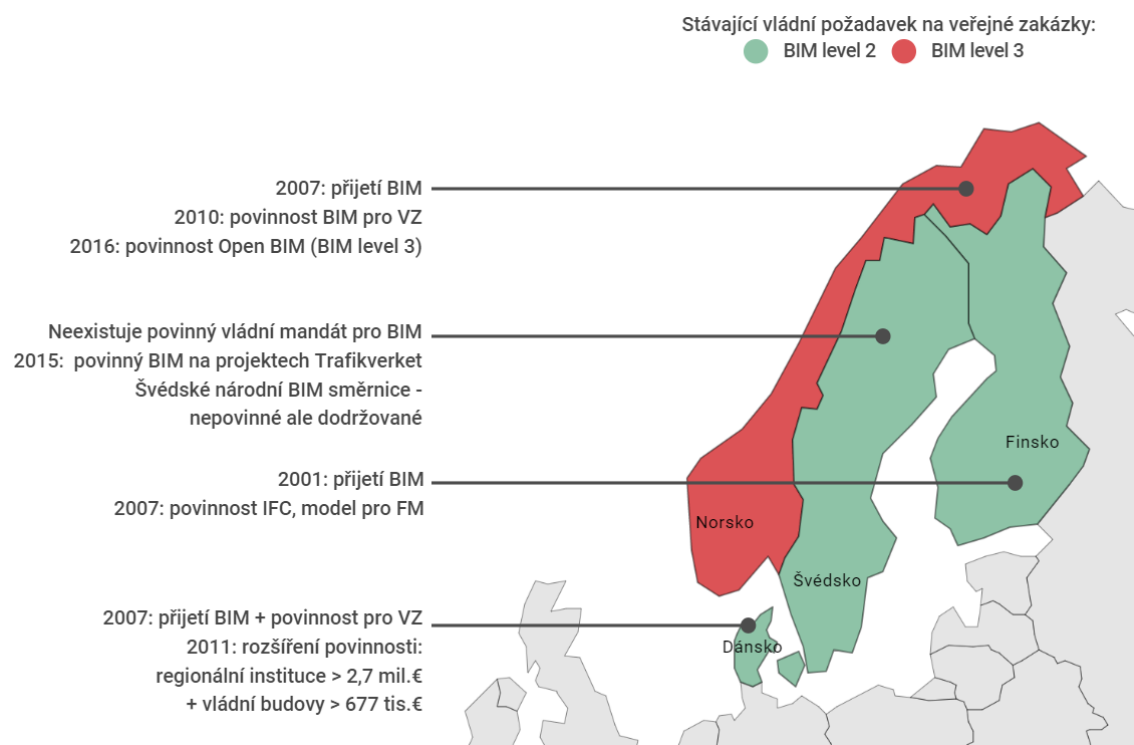 Stávající vládní požadavek na veřejné zakázky:
BIM level 2 BIM level 3
2007: přijetí BIM
2010: povinnost BIM pro VZ
2016: povinnost Open BIM (BIM level 3)
Neexistuje povinný vládní mandát pro BIM
2015: povinný BIM na projektech Trafikverket
Švédské národní BIM směrnice -
nepovinné ale dodržované
Finsko
2001: přijetí BIM
2007: povinnost IFC, model pro FM
Norsko
Švédsko
2007: přijetí BIM + povinnost pro VZ
2011: rozšíření povinnosti:
regionální instituce > 2,7 mil.€
+ vládní budovy > 677 tis.€
Dánsko